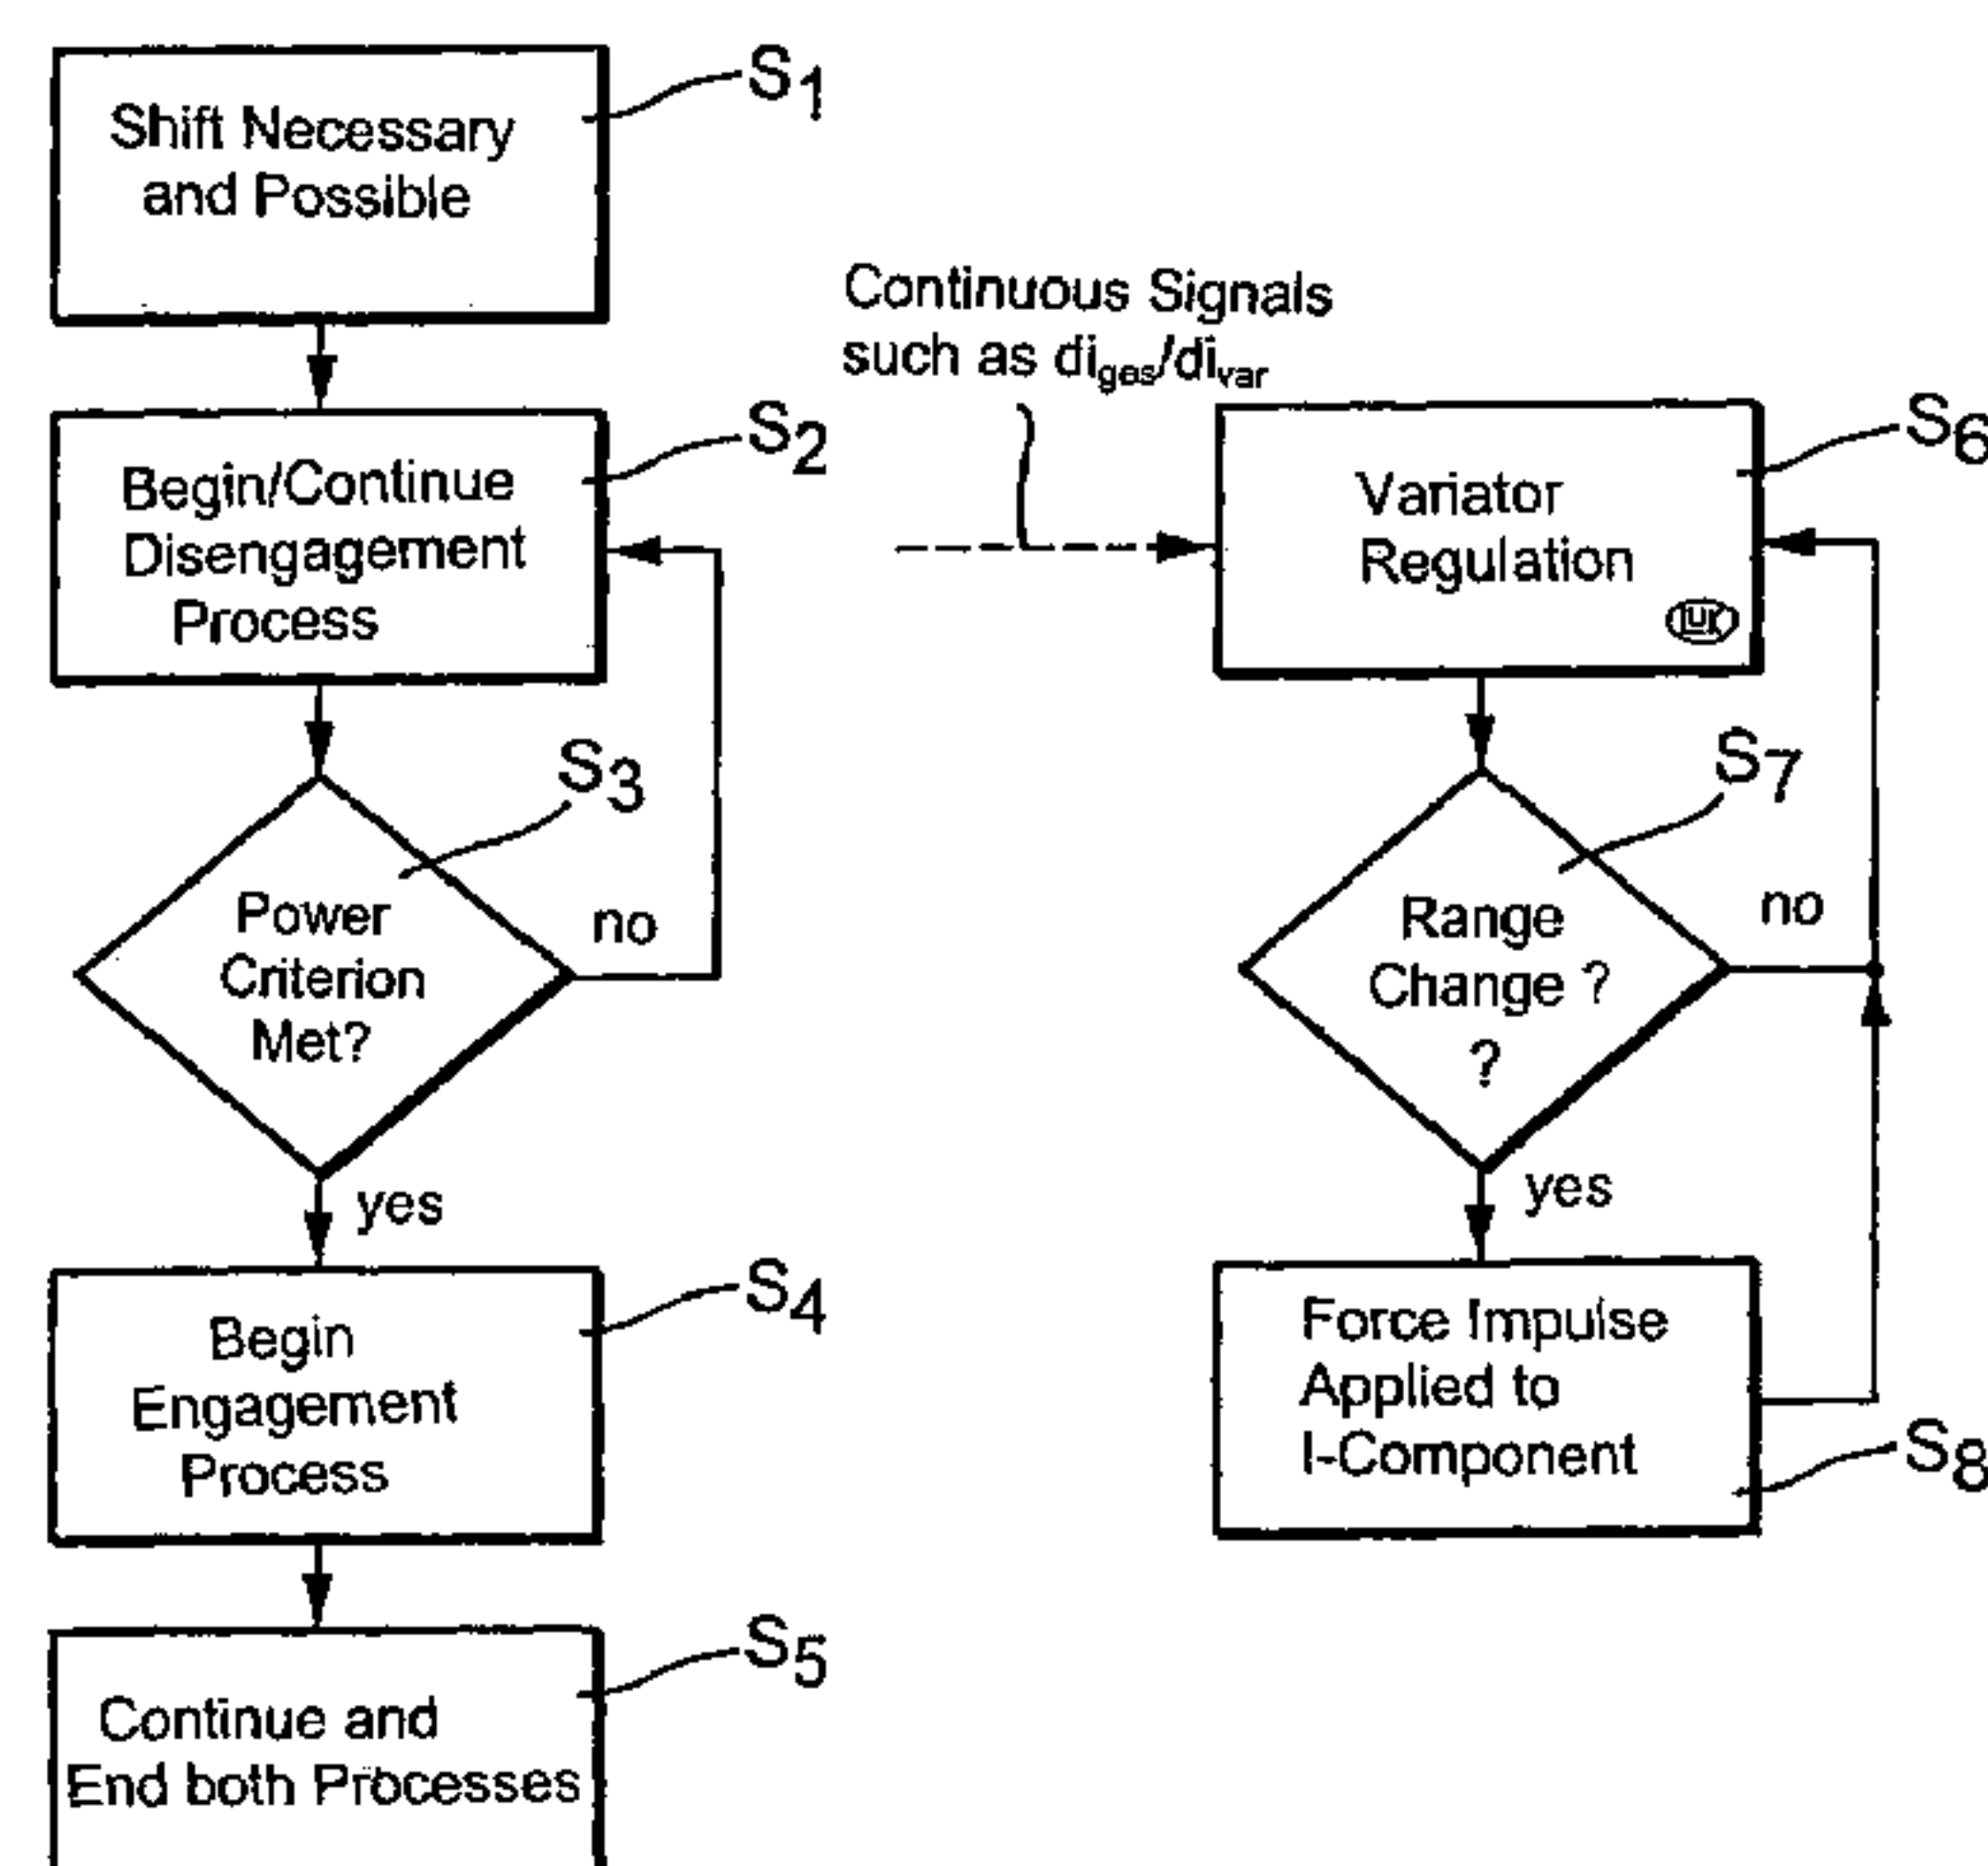 Shift Necessary
and Possible
S1
Begin/Continue
Disengagement
Process
S2
Power
Criterion
Met?
S3
no
yes
Begin
Engagement
Process
S4
Continue and
End both Processes
S5
Continuous Signals
such as diges/divar
Variator
Regulation
LUK
S6
Range
Change ?
?
S7
no
yes
Force Impulse
Applied to
I-Component
S8